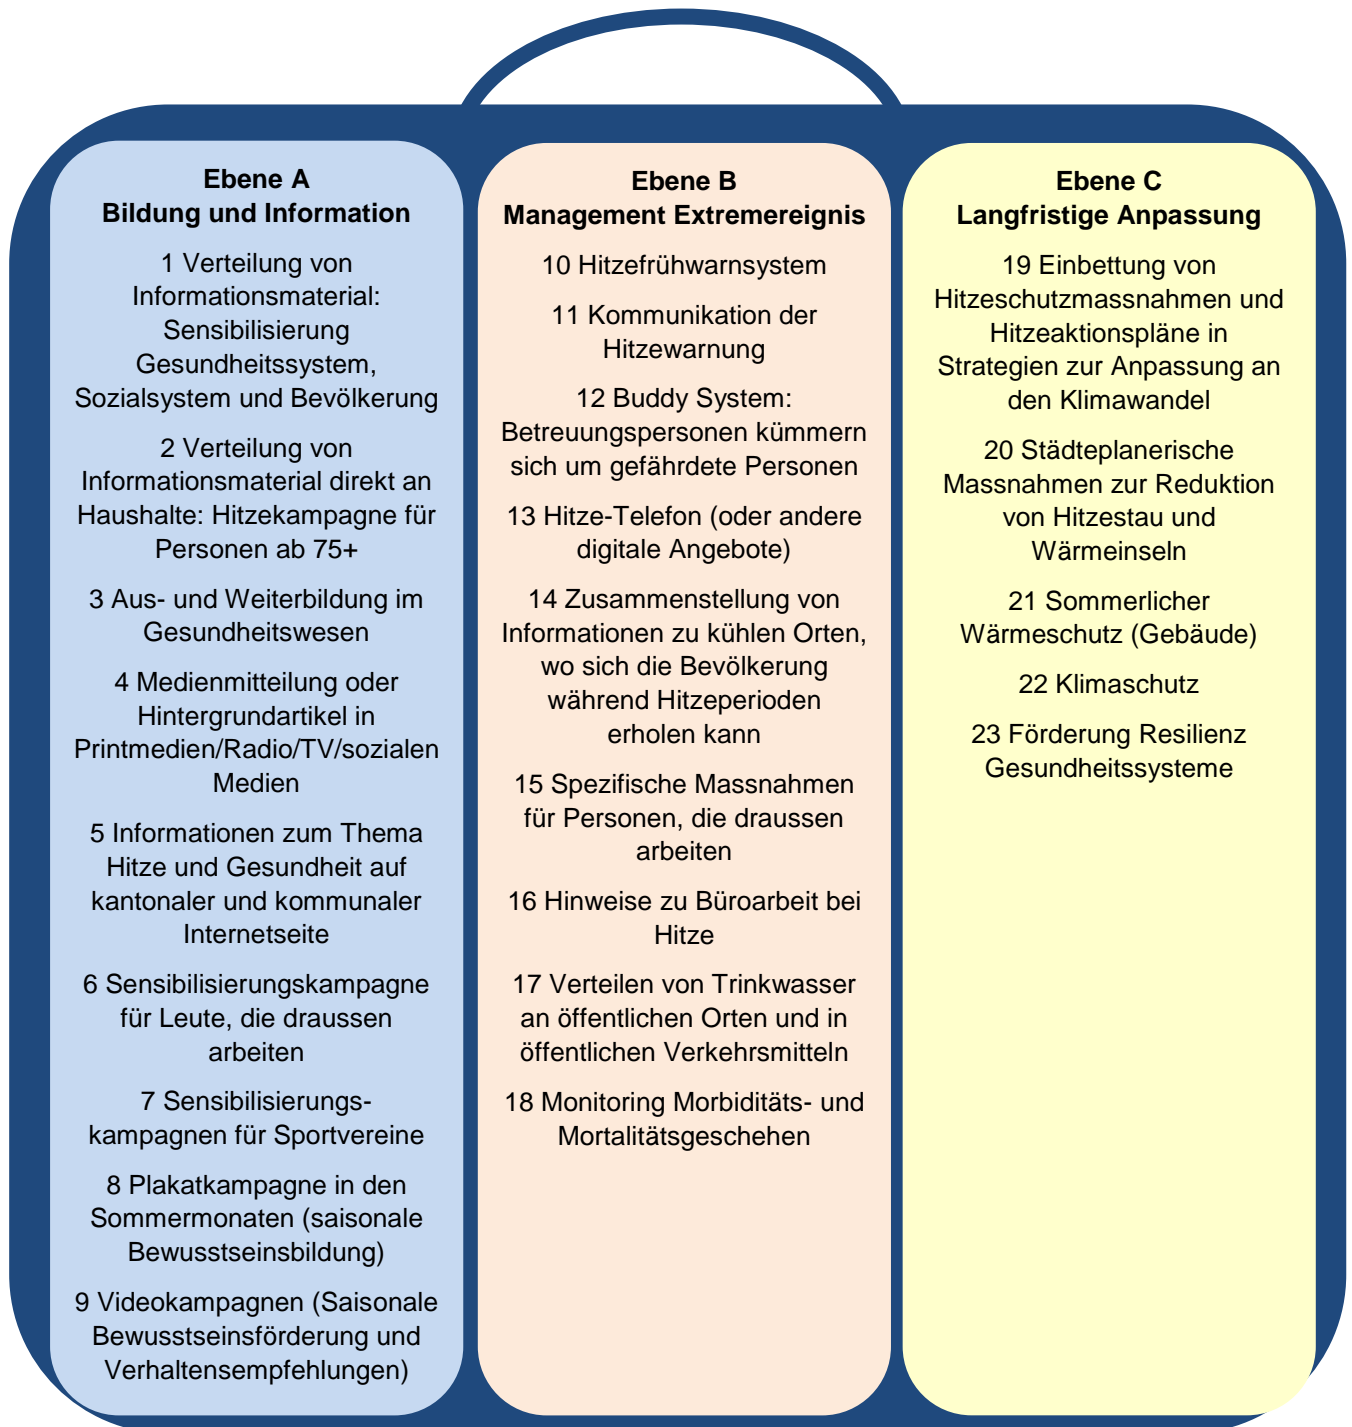 Ebene A
Bildung und Information
1 Verteilung von
Informationsmaterial:
Sensibilisierung
Gesundheitssystem,
Sozialsystem und Bevölkerung
2 Verteilung von
Informationsmaterial direkt an
Haushalte: Hitzekampagne für
Personen ab 75+
3 Aus- und Weiterbildung im
Gesundheitswesen
4 Medienmitteilung oder
Hintergrundartikel in
Printmedien/Radio/TV/sozialen
Medien
5 Informationen zum Thema
Hitze und Gesundheit auf
kantonaler und kommunaler
Internetseite
6 Sensibilisierungskampagne
für Leute, die draussen
arbeiten
7 Sensibilisierungs-
kampagnen für Sportvereine
8 Plakatkampagne in den
Sommermonaten (saisonale
Bewusstseinsbildung)
9 Videokampagnen (Saisonale
Bewusstseinsförderung und
Verhaltensempfehlungen)
Ebene B
Management Extremereignis
10 Hitzefrühwarnsystem
11 Kommunikation der
Hitzewarnung
12 Buddy System:
Betreuungspersonen kümmern
sich um gefährdete Personen
13 Hitze-Telefon (oder andere
digitale Angebote)
14 Zusammenstellung von
Informationen zu kühlen Orten,
wo sich die Bevölkerung
während Hitzeperioden
erholen kann
15 Spezifische Massnahmen
für Personen, die draussen
arbeiten
16 Hinweise zu Büroarbeit bei
Hitze
17 Verteilen von Trinkwasser
an öffentlichen Orten und in
öffentlichen Verkehrsmitteln
18 Monitoring Morbiditäts- und
Mortalitätsgeschehen
Ebene C
Langfristige Anpassung
19 Einbettung von
Hitzeschutzmassnahmen und
Hitzeaktionspläne in
Strategien zur Anpassung an
den Klimawandel
20 Städteplanerische
Massnahmen zur Reduktion
von Hitzestau und
Wärmeinseln
21 Sommerlicher
Wärmeschutz (Gebäude)
22 Klimaschutz
23 Förderung Resilienz
Gesundheitssysteme